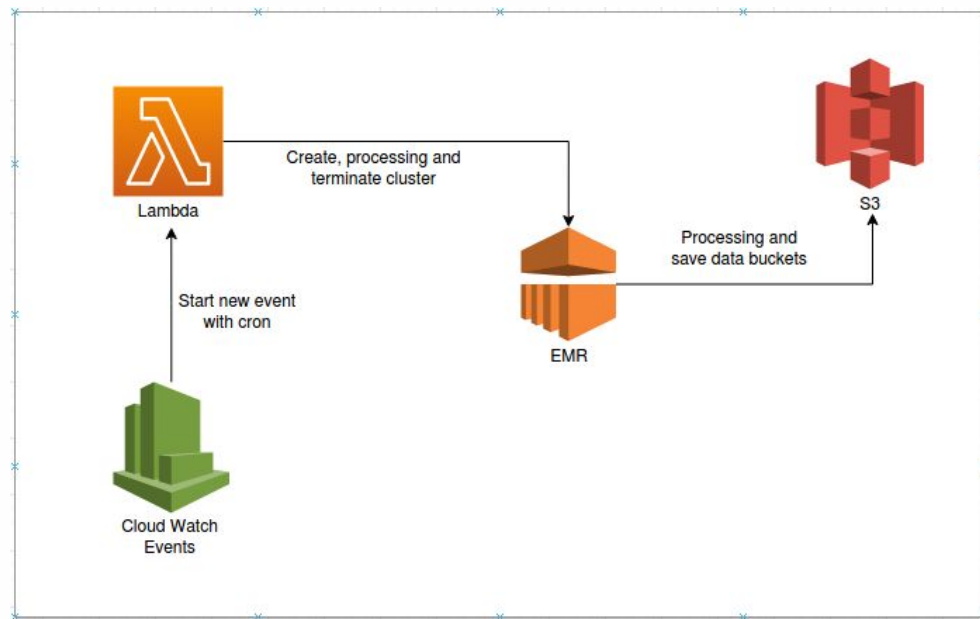 Lambda
Create, processing and
terminate cluster
S3
Processing and
save data buckets
EMR
Start new event
with cron
Cloud Watch
Events